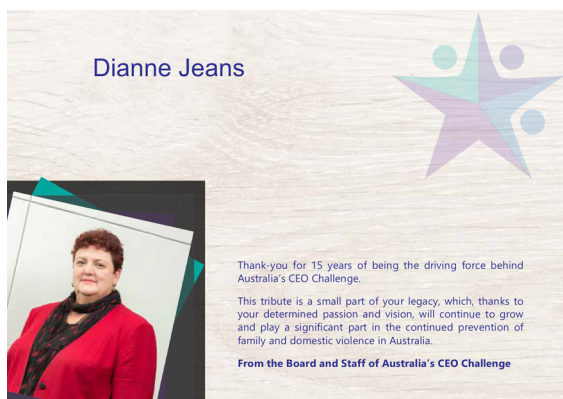 Dianne Jeans
Thank-you for 15 years of being the driving force behind
Australia's CEO Challenge.
This tribute is a small part of your legacy, which, thanks to
your determined passion and vision, will continue to grow
and play a significant part in the continued prevention of
family and domestic violence in Australia.
From the Board and Staff of Australia's CEO Challenge